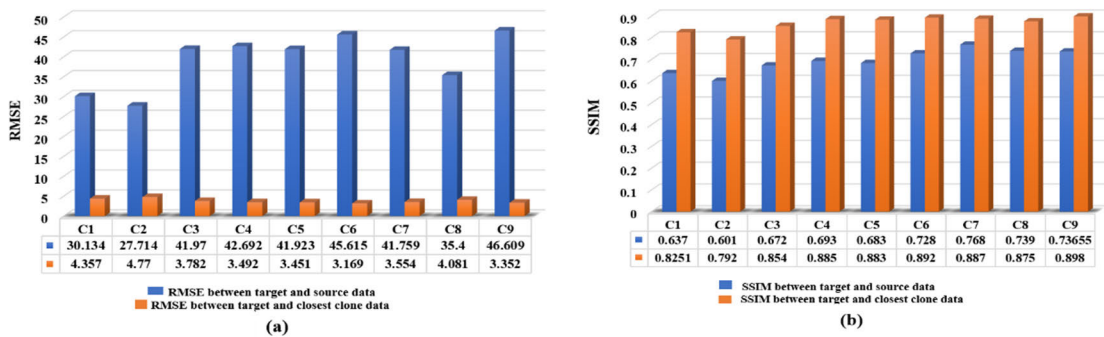 50
45
40
35
30
25
20
15
10
5
0
RMSE
C1 C2 C3 C4 C5 C6 C7 C8 C9
30.134 27.714 41.97 42.692 41.923 45.615 41.759 35.4 46.609
4.357 4.77 3.782 3.492 3.451 3.169 3.554 4.081 3.352
RMSE between target and source data
RMSE between target and closest clone data
(a)
0.9
0.8
0.7
0.6
0.5
0.4
0.3
0.2
0.1
0
SSIM
C1 C2 C3 C4 C5 C6 C7 C8 C9
0.637 0.601 0.672 0.693 0.683 0.728 0.768 0.739 0.73655
0.8251 0.792 0.854 0.885 0.883 0.892 0.887 0.875 0.898
SSIM between target and source data
SSIM between target and closest clone data
(b)